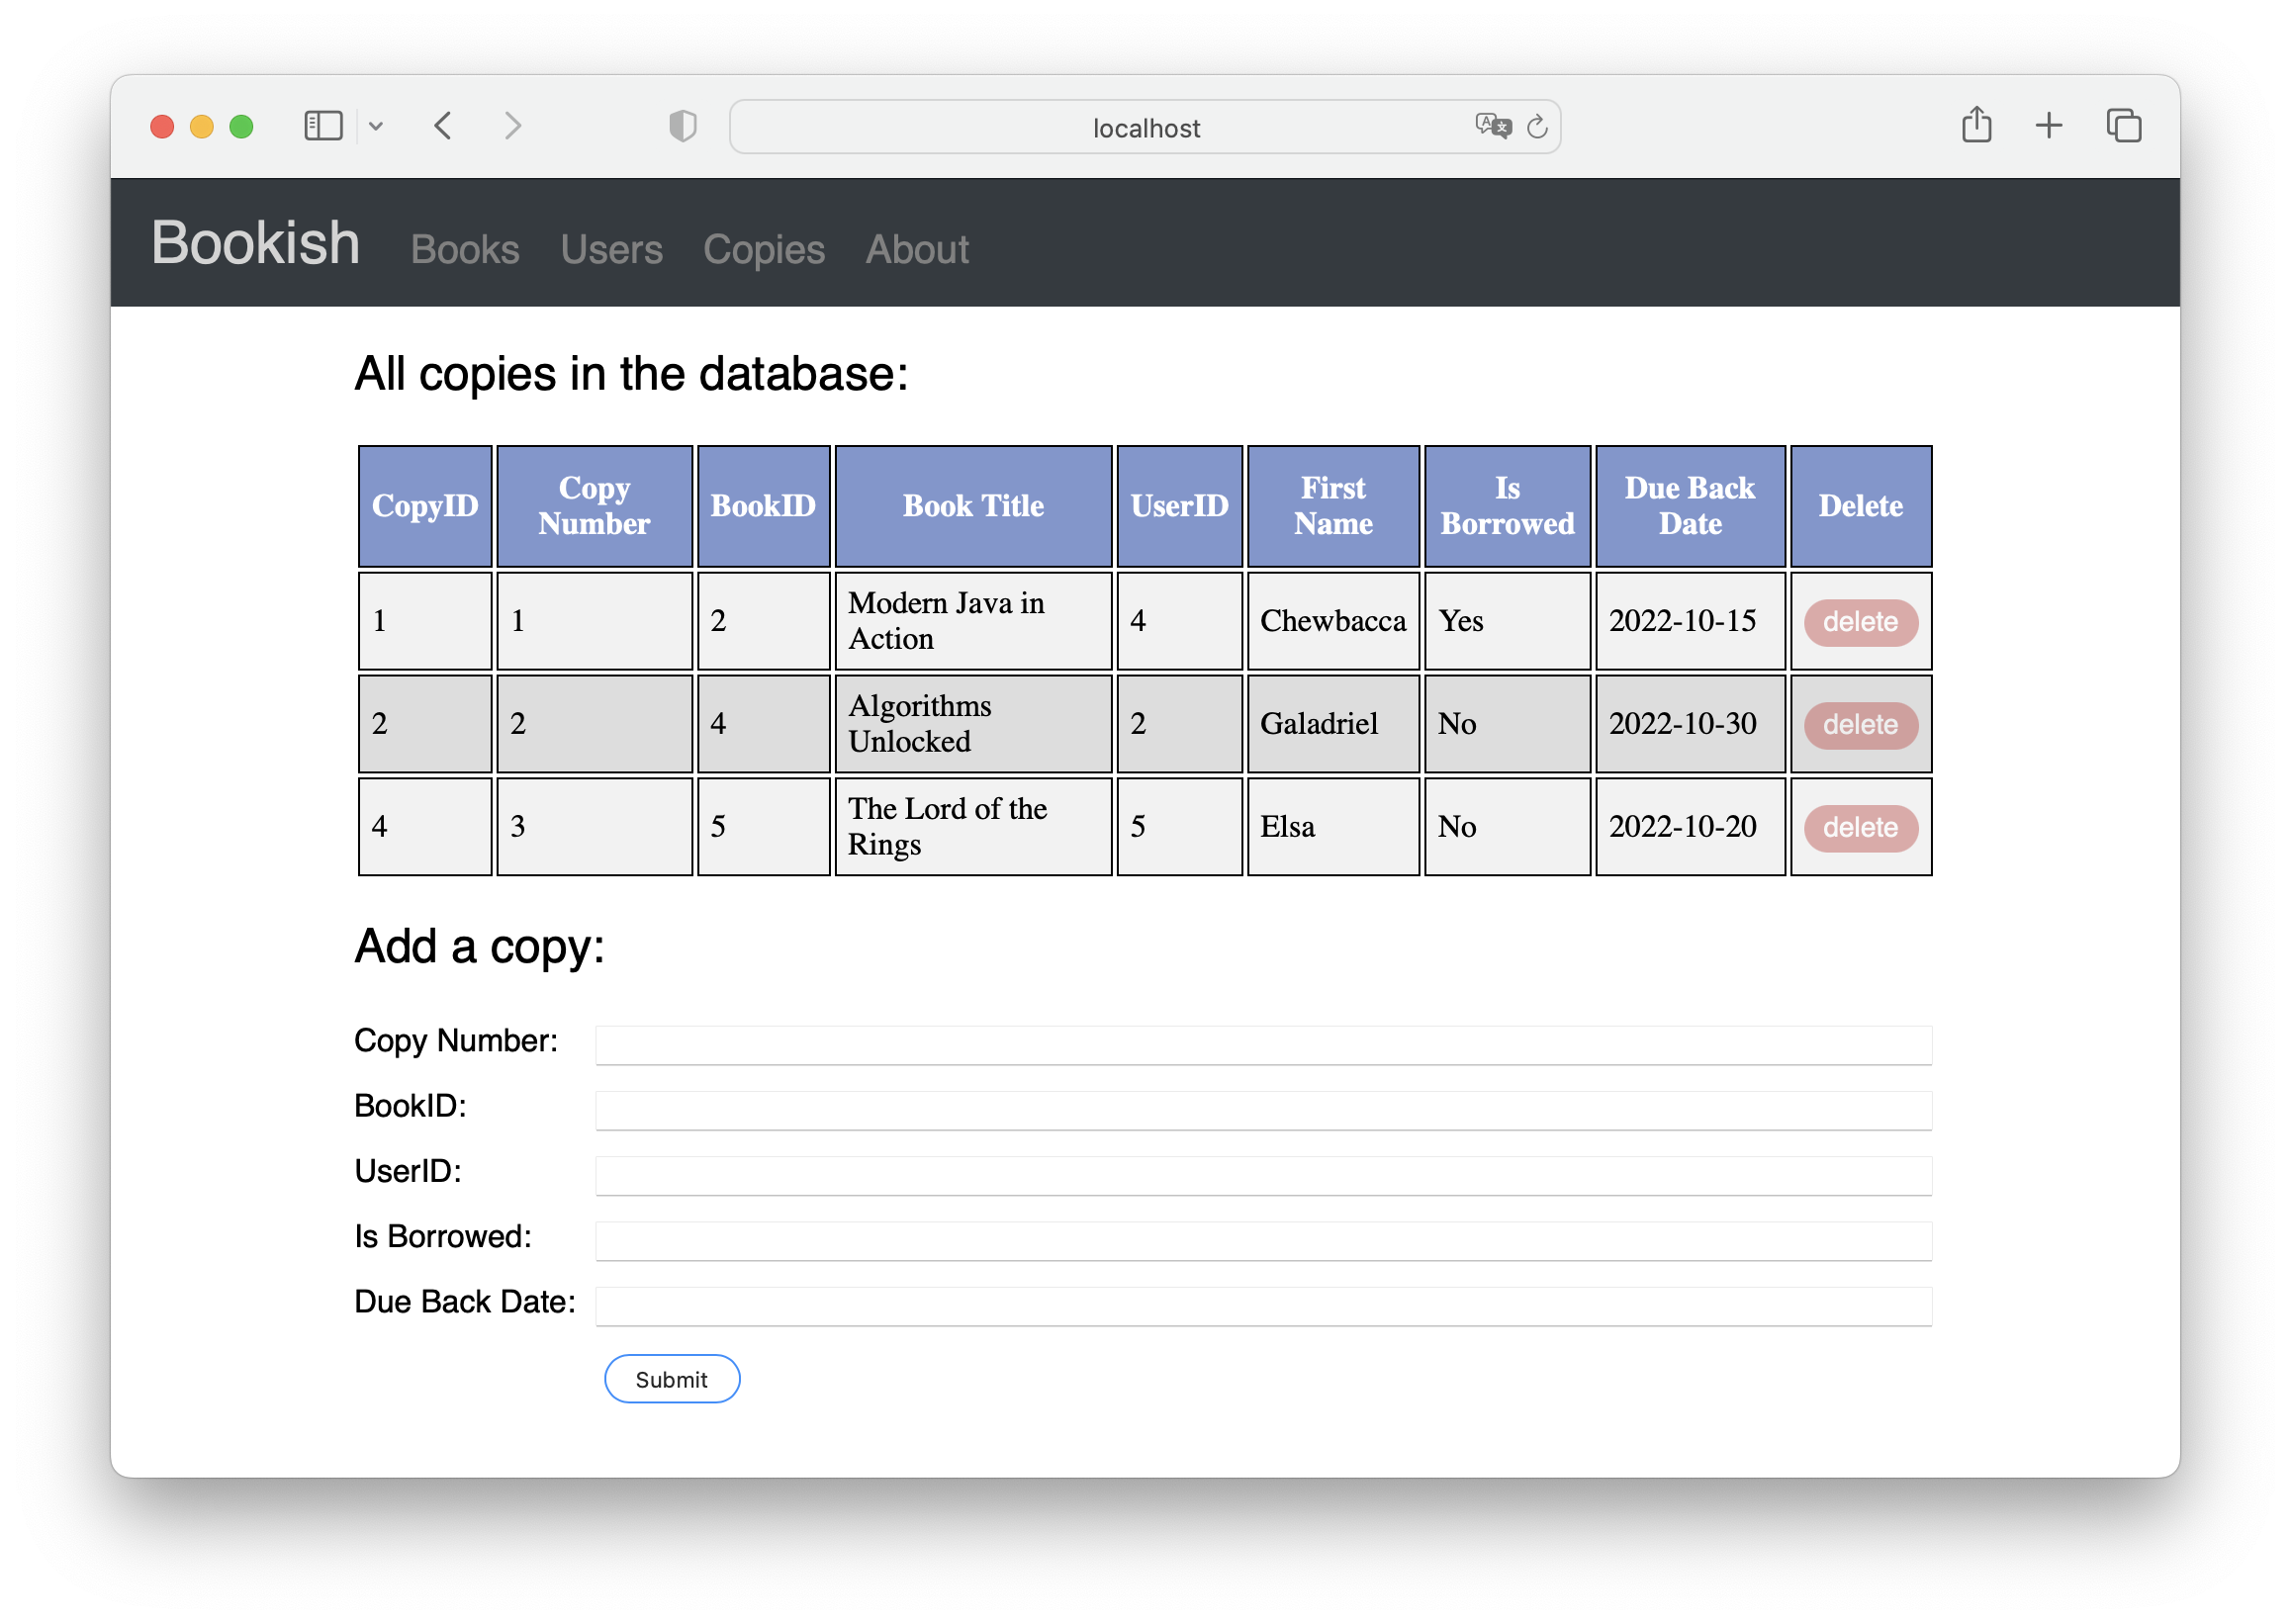 localhost
Bookish Books Users Copies About
All copies in the database:
CopyID Copy Number BookID Book Title UserID First Name Is Borrowed Due Back Date Delete
1 1 2 Modern Java in Action 4 Chewbacca Yes 2022-10-15 delete
2 2 4 Algorithms Unlocked 2 Galadriel No 2022-10-30 delete
4 3 5 The Lord of the Rings 5 Elsa No 2022-10-20 delete
Add a copy:
Copy Number:
BookID:
UserID:
Is Borrowed:
Due Back Date:
Submit